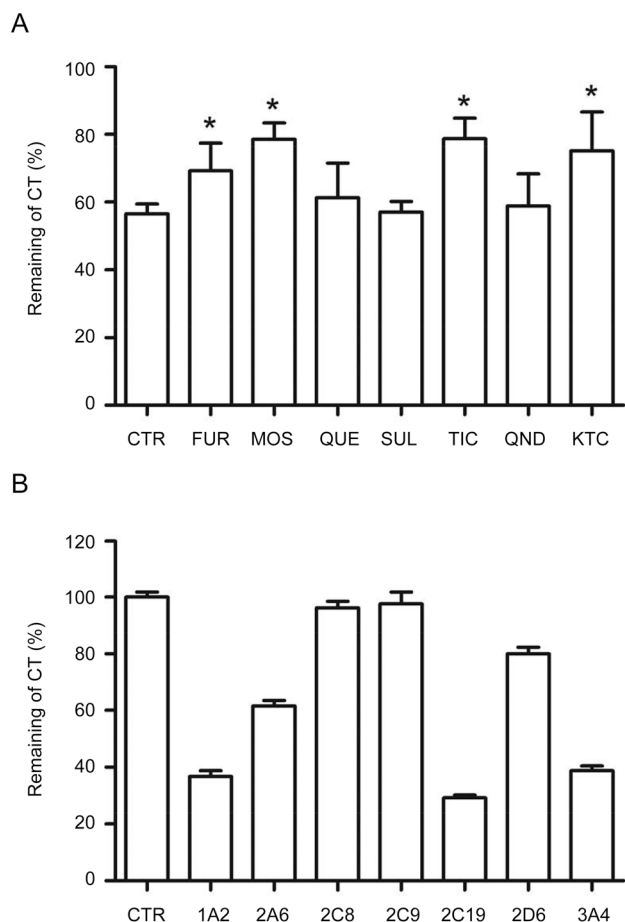 A
100
80
60
40
20
0
Remaining of CT (%)
* * * *
CTR FUR MOS QUE SUL TIC QND KTC
B
120
100
80
60
40
20
0
Remaining of CT (%)
CTR 1A2 2A6 2C8 2C9 2C19 2D6 3A4